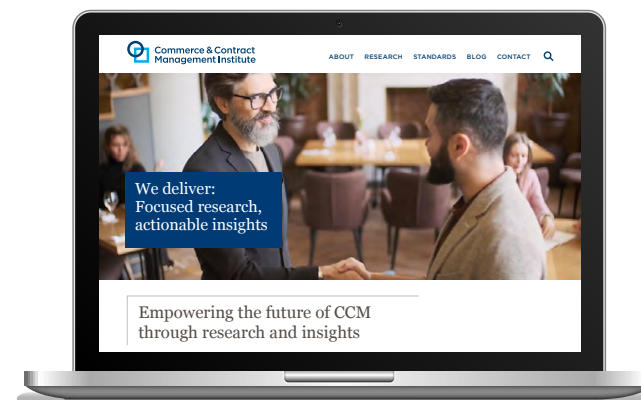 Commerce & Contract
Management Institute
ABOUT RESEARCH STANDARDS BLOG CONTACT
We deliver:
Focused research,
actionable insights
Empowering the future of CCM
through research and insights